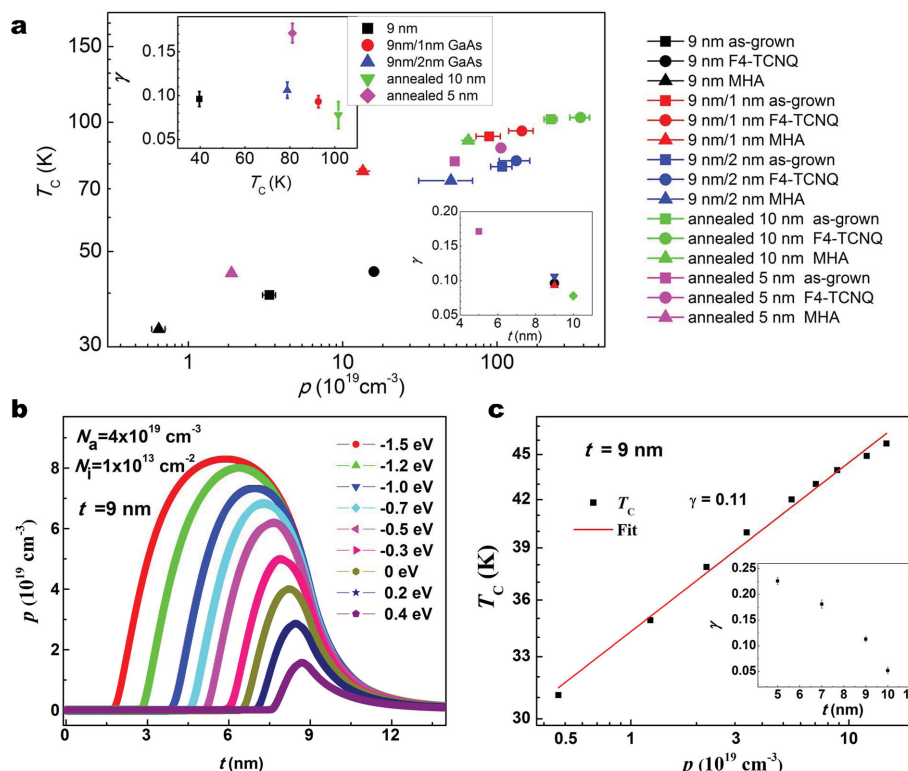 a
150
100
70
45
30
T_C (K)
1
10
100
p (10^19cm^-3)
0.15
0.10
0.05
γ
40
60
80
100
T_C (K)
9 nm
9nm/1nm GaAs
9nm/2nm GaAs
annealed 10 nm
annealed 5 nm
0.20
0.15
0.10
0.05
γ
4
6
8
10
t (nm)
9 nm as-grown
9 nm F4-TCNQ
9 nm MHA
9 nm/1 nm as-grown
9 nm/1 nm F4-TCNQ
9 nm/1 nm MHA
9 nm/2 nm as-grown
9 nm/2 nm F4-TCNQ
9 nm/2 nm MHA
annealed 10 nm as-grown
annealed 10 nm F4-TCNQ
annealed 10 nm MHA
annealed 5 nm as-grown
annealed 5 nm F4-TCNQ
annealed 5 nm MHA
b
N_a=4x10^19 cm^-3
N_i=1x10^13 cm^-2
t =9 nm
8
6
4
2
0
p (10^19 cm^-3)
0
3
6
9
12
t (nm)
-1.5 eV
-1.2 eV
-1.0 eV
-0.7 eV
-0.5 eV
-0.3 eV
0 eV
0.2 eV
0.4 eV
c
45
42
39
37
34
31
30
T_C (K)
t = 9 nm
T_C
Fit
γ = 0.11
0.25
0.20
0.15
0.10
0.05
γ
5
6
7
8
9
10
11
t (nm)
0.5
1
3
5
10
p (10^19 cm^-3)